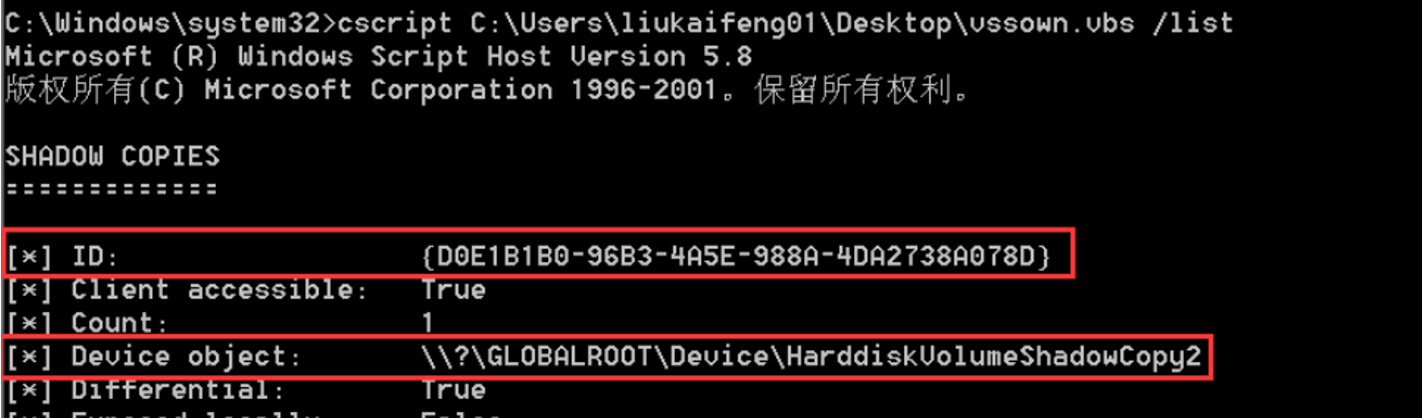 C:\Windows\system32>cscript C:\Users\liukaifeng01\Desktop\vssown.vbs /list
Microsoft (R) Windows Script Host Version 5.8
版权所有(C) Microsoft Corporation 1996-2001。保留所有权利。
SHADOW COPIES
=============
[*] ID: {D0E1B1B0-96B3-4A5E-988A-4DA2738A078D}
[*] Client accessible: True
[*] Count: 1
[*] Device object: \\?\GLOBALROOT\Device\HarddiskVolumeShadowCopy2
[*] Differential: True